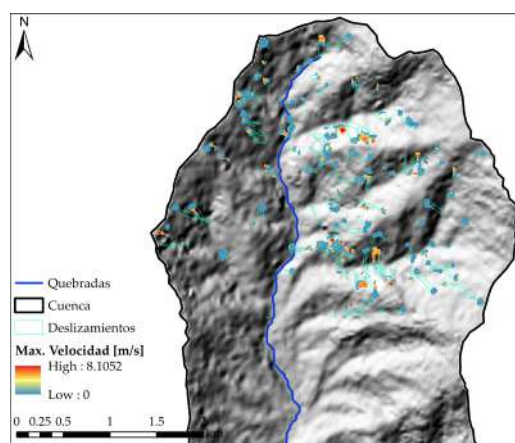 N
Quebradas
Cuenca
Deslizamientos
Max. Velocidad [m/s]
High : 8.1052
Low : 0
0 0.25 0.5 1 1.5